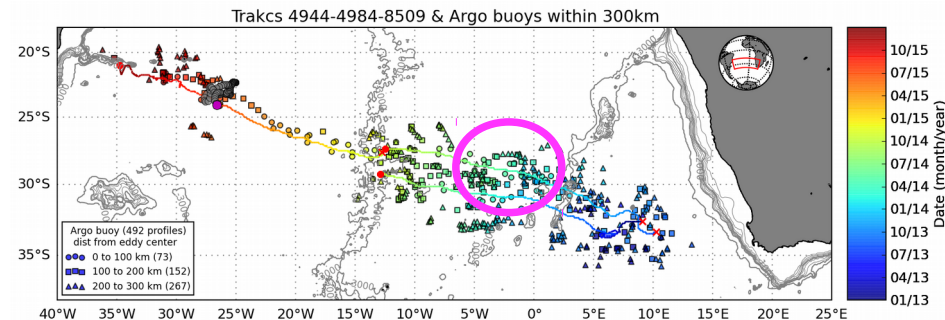 Trakcs 4944-4984-8509 & Argo buoys within 300km
20°S
25°S
30°S
35°S
40°W 35°W 30°W 25°W 20°W 15°W 10°W 5°W 0° 5°E 10°E 15°E 20°E 25°E
Argo buoy (492 profiles)
dist from eddy center
0 to 100 km (73)
100 to 200 km (152)
200 to 300 km (267)
3000
3000
10/15
07/15
04/15
01/15
10/14
07/14
04/14
01/14
10/13
07/13
04/13
01/13
Date (month/year)